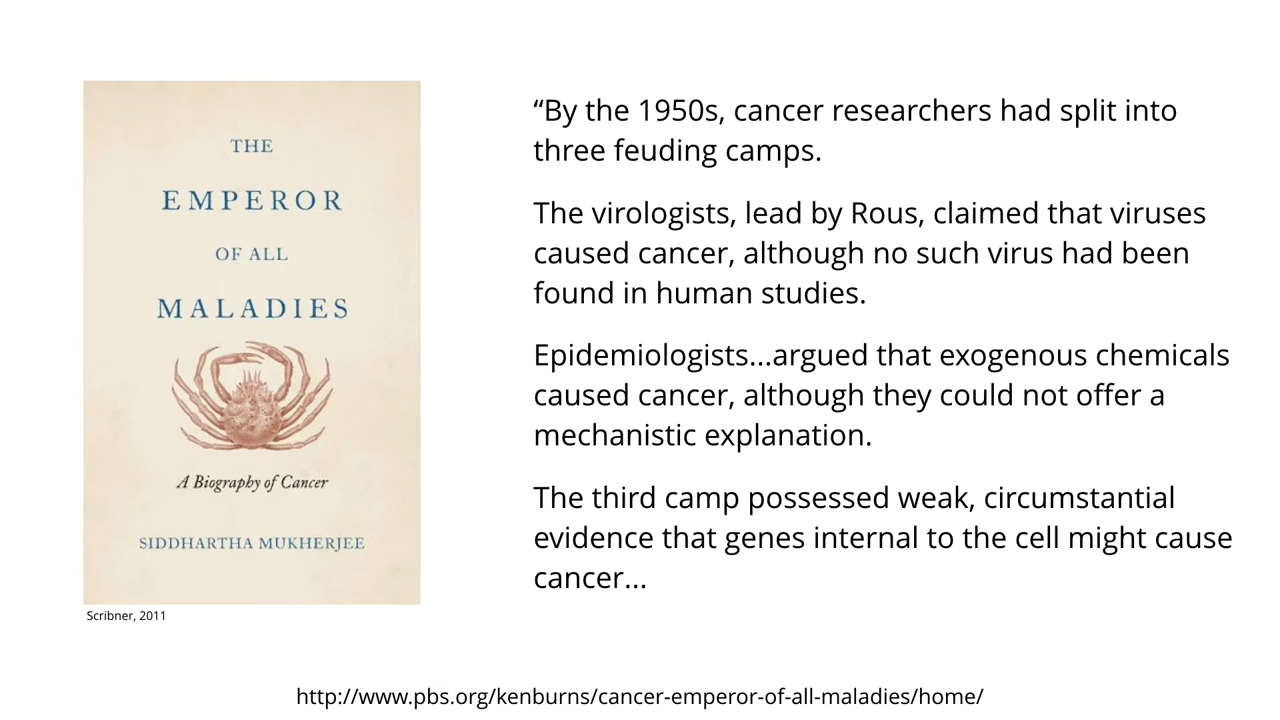 THE
EMPEROR
OF ALL
MALADIES
A Biography of Cancer
SIDDHARTHA MUKHERJEE
Scribner, 2011
“By the 1950s, cancer researchers had split into
three feuding camps.
The virologists, lead by Rous, claimed that viruses
caused cancer, although no such virus had been
found in human studies.
Epidemiologists...argued that exogenous chemicals
caused cancer, although they could not offer a
mechanistic explanation.
The third camp possessed weak, circumstantial
evidence that genes internal to the cell might cause
cancer...
http://www.pbs.org/kenburns/cancer-emperor-of-all-maladies/home/